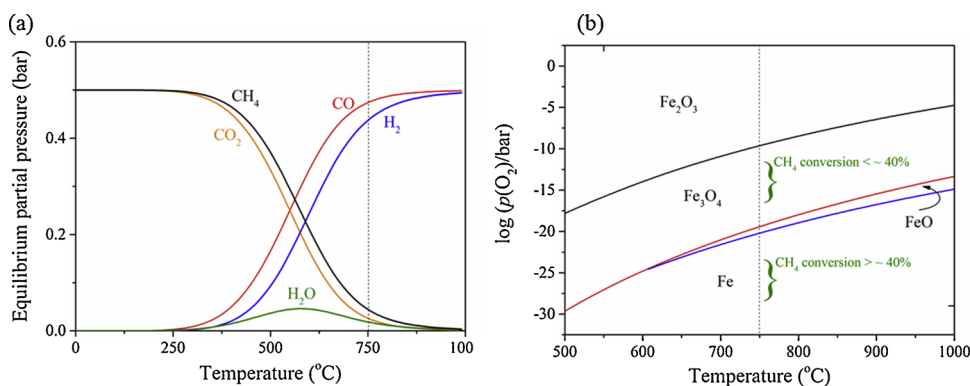 (a)
Equilibrium partial pressure (bar)
0.6
0.4
0.2
0.0
CH₄
CO₂
CO
H₂
H₂O
0
250
500
750
100
Temperature (°C)
(b)
log (p(O₂)/bar)
0
-5
-10
-15
-20
-25
-30
Fe₂O₃
CH₄ conversion < ~ 40%
Fe₃O₄
FeO
Fe
CH₄ conversion > ~ 40%
500
600
700
800
900
1000
Temperature (°C)